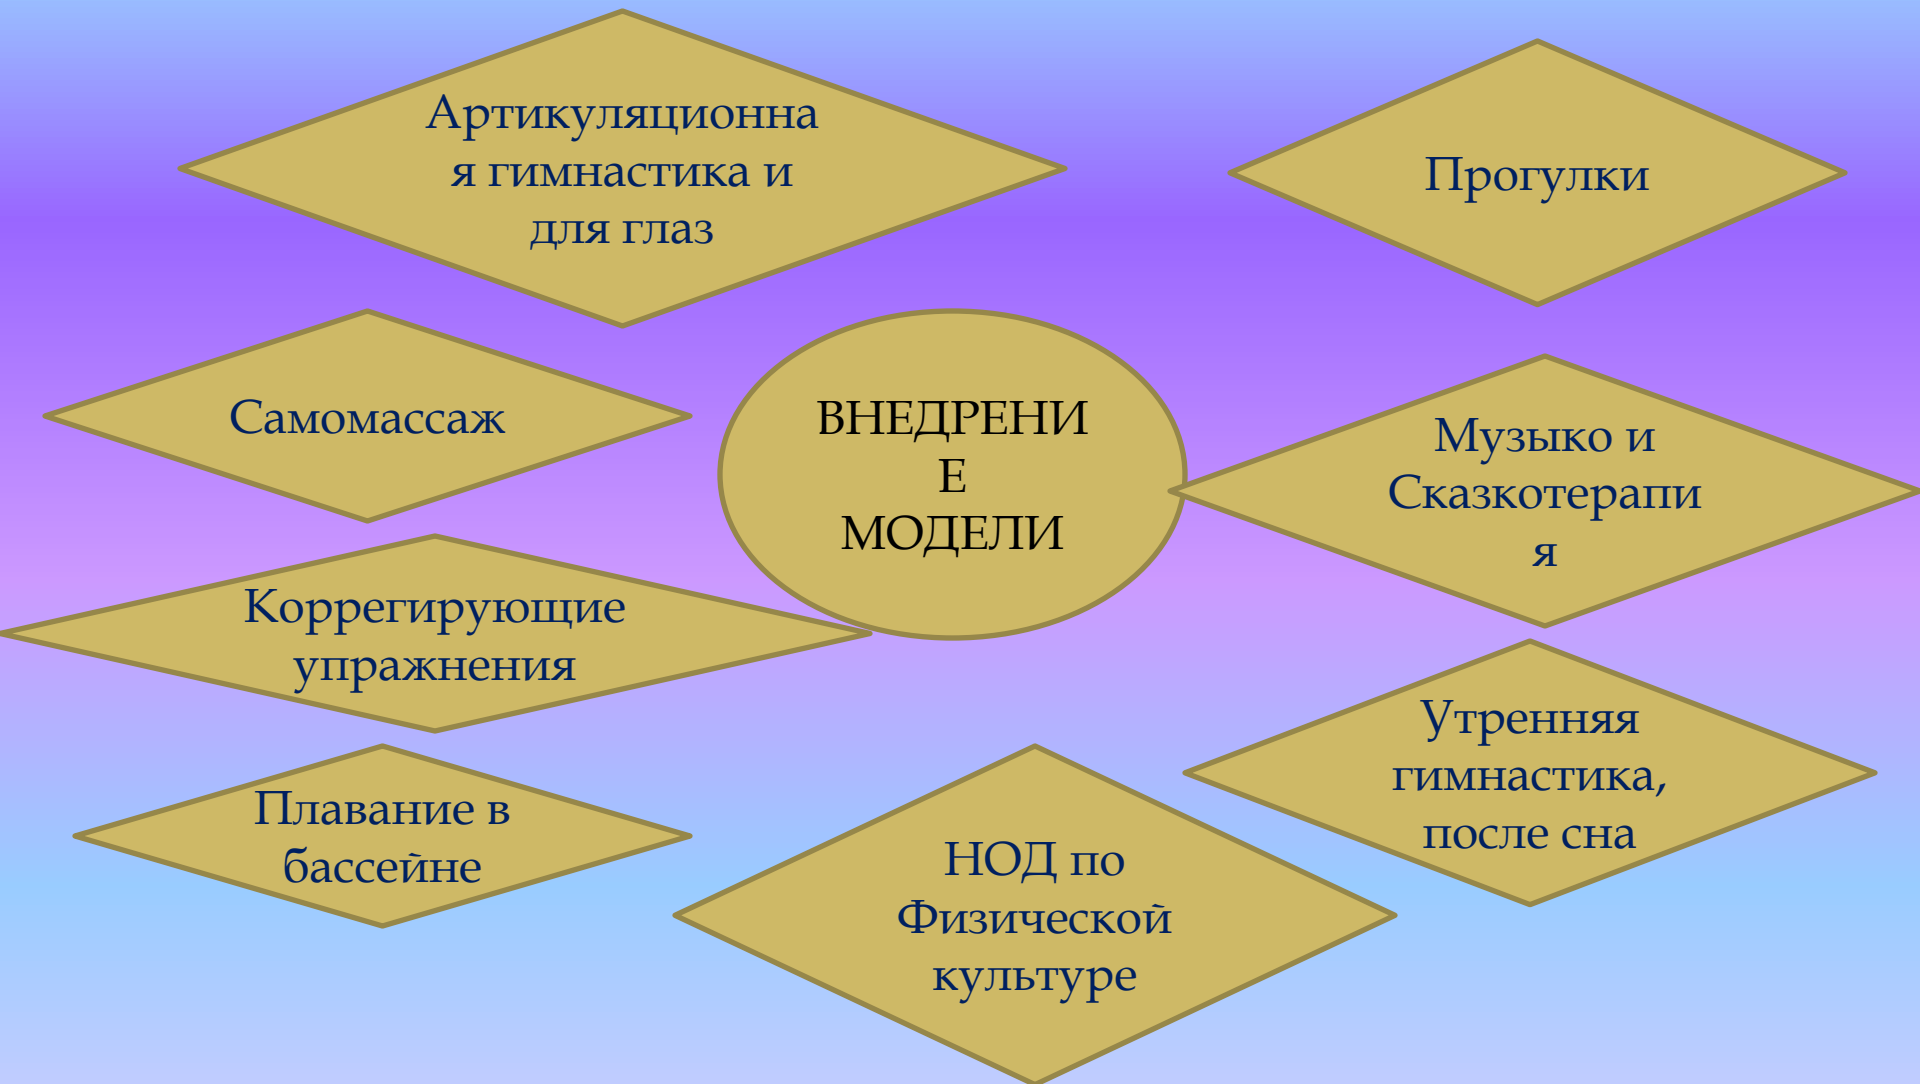 Артикуляционна
я гимнастика и
для глаз
Прогулки
Самомассаж
ВНЕДРЕНИ
Е
МОДЕЛИ
Музыко и
Сказкотерапи
я
Коррегирующие
упражнения
Утренняя
гимнастика,
после сна
Плавание в
бассейне
НОД по
Физической
культуре